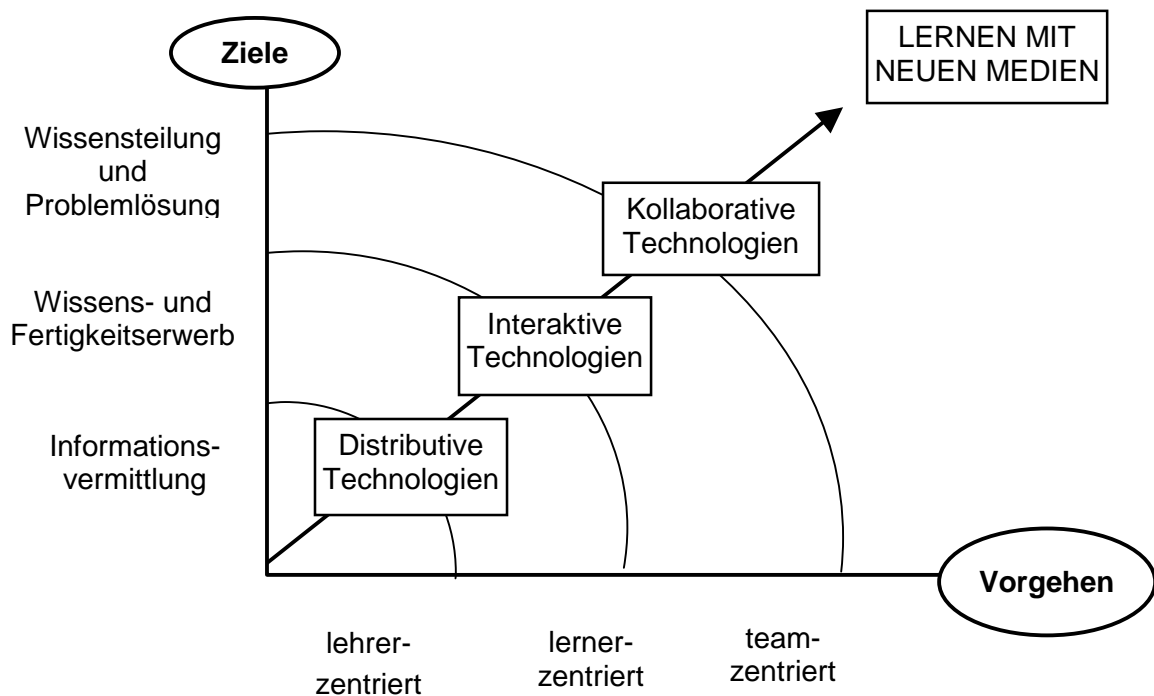 Ziele
LERNEN MIT
NEUEN MEDIEN
Wissensteilung
und
Problemlösung
Kollaborative
Technologien
Wissens- und
Fertigkeitserwerb
Interaktive
Technologien
Informations-
vermittlung
Distributive
Technologien
Vorgehen
lehrer-
zentriert
lerner-
zentriert
team-
zentriert